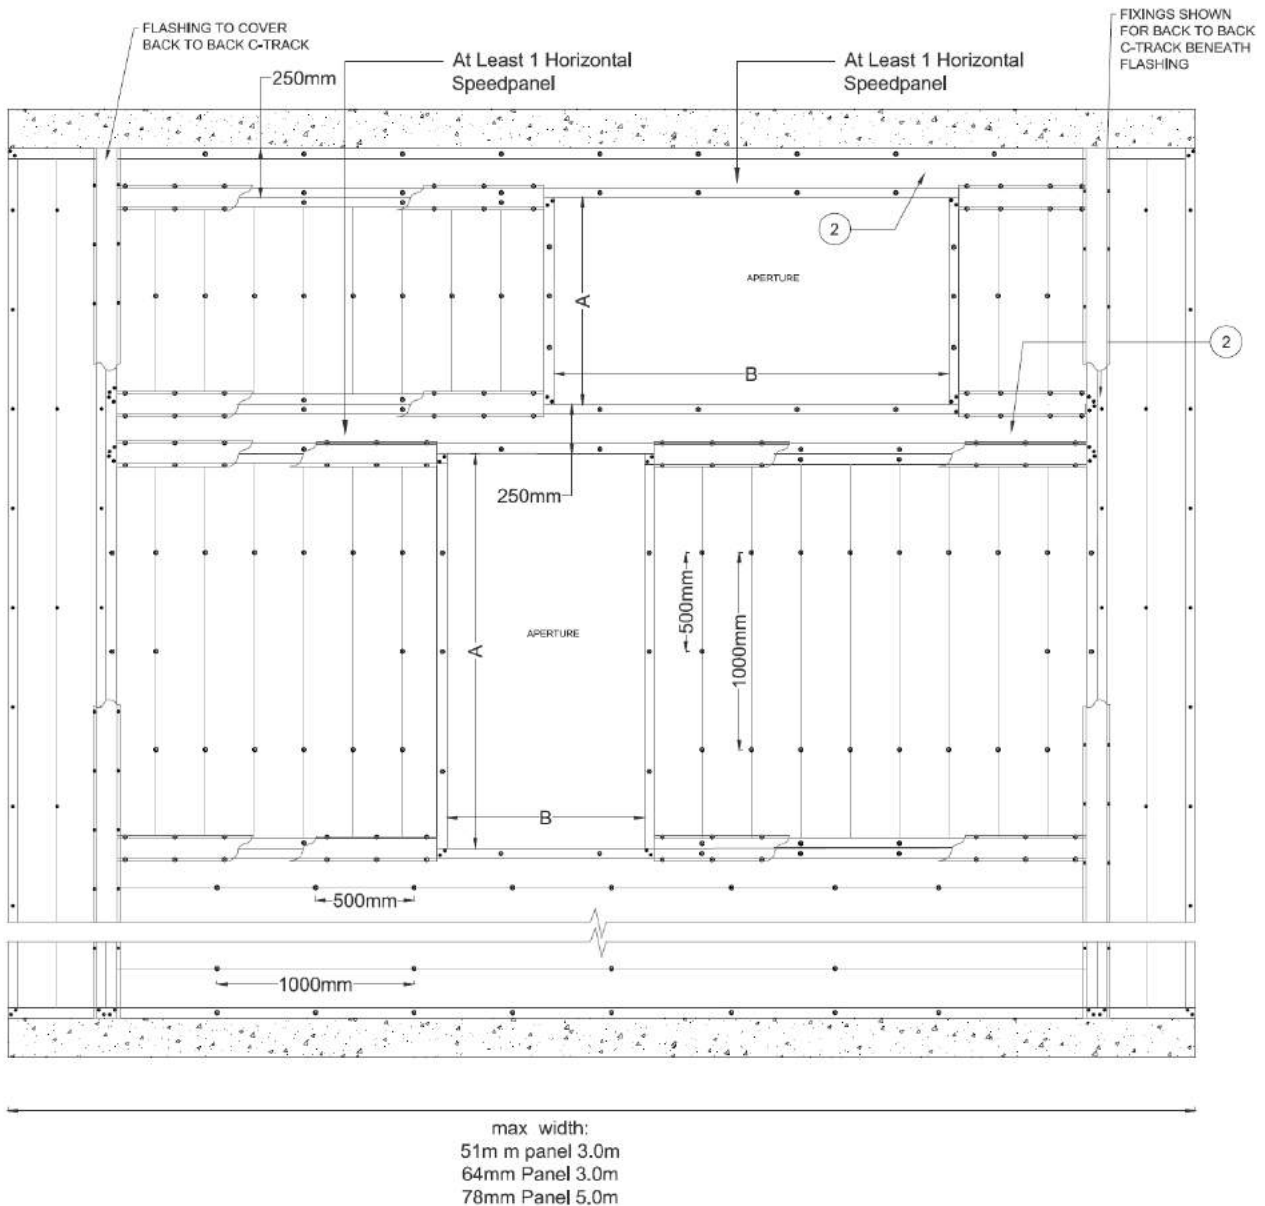 FLASHING TO COVER
BACK TO BACK C-TRACK
FIXINGS SHOWN
FOR BACK TO BACK
C-TRACK BENEATH
FLASHING
250mm
At Least 1 Horizontal
Speedpanel
At Least 1 Horizontal
Speedpanel
2
APERTURE
A
B
2
250mm
500mm
1000mm
APERTURE
A
B
500mm
1000mm
max width:
51m m panel 3.0m
64mm Panel 3.0m
78mm Panel 5.0m